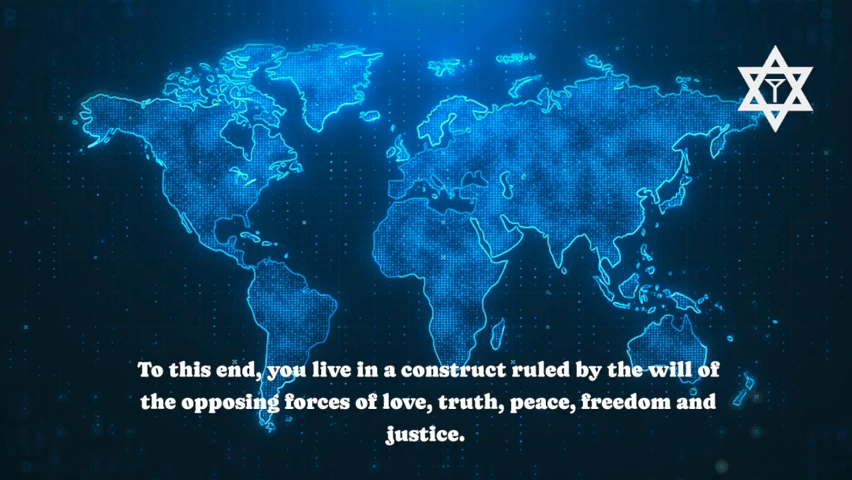 To this end, you live in a construct ruled by the will of
the opposing forces of love, truth, peace, freedom and
justice.